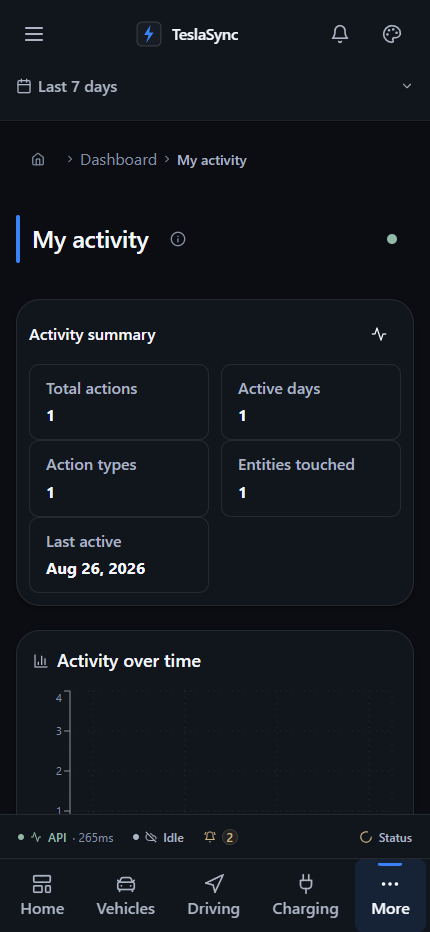 TeslaSync
Last 7 days
Dashboard
My activity
My activity
Activity summary
Total actions
1
Active days
1
Action types
1
Entities touched
1
Last active
Aug 26, 2026
Activity over time
4
3
2
1
API · 265ms
Idle
2
Status
Home
Vehicles
Driving
Charging
More